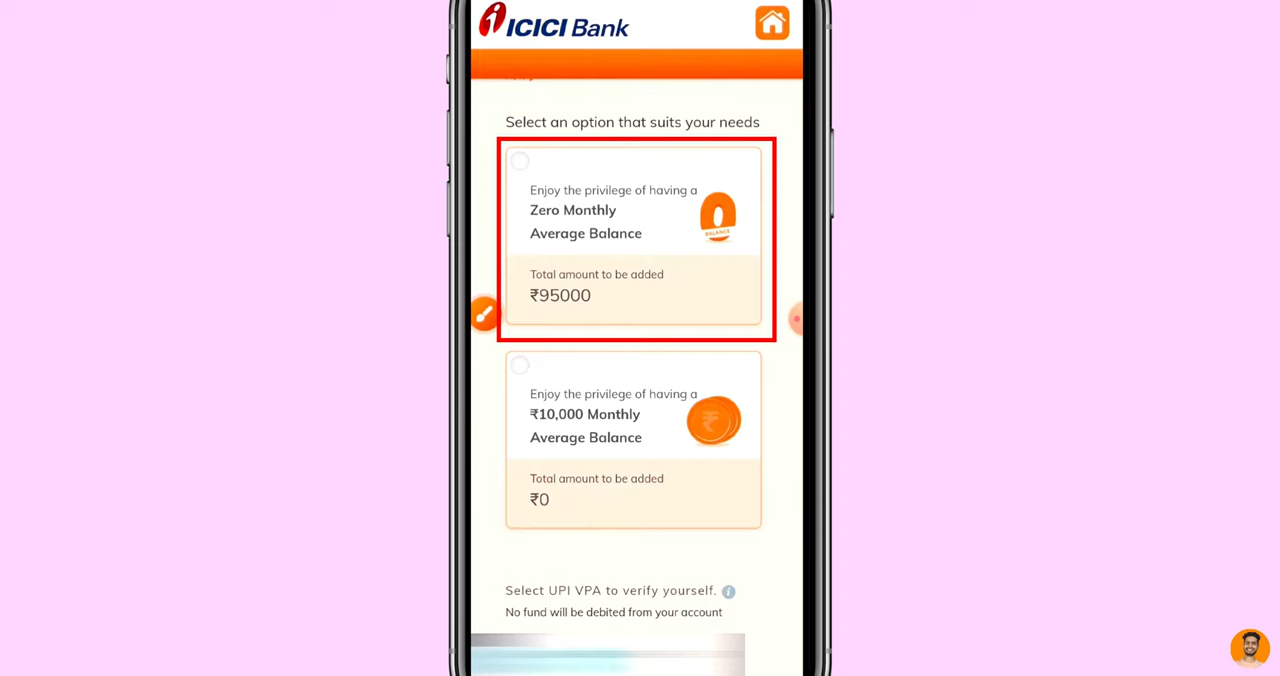 ICICI Bank
Select an option that suits your needs
Enjoy the privilege of having a
Zero Monthly
Average Balance
BALANCE
Total amount to be added
₹95000
Enjoy the privilege of having a
₹10,000 Monthly
Average Balance
₹
Total amount to be added
₹0
Select UPI VPA to verify yourself. i
No fund will be debited from your account